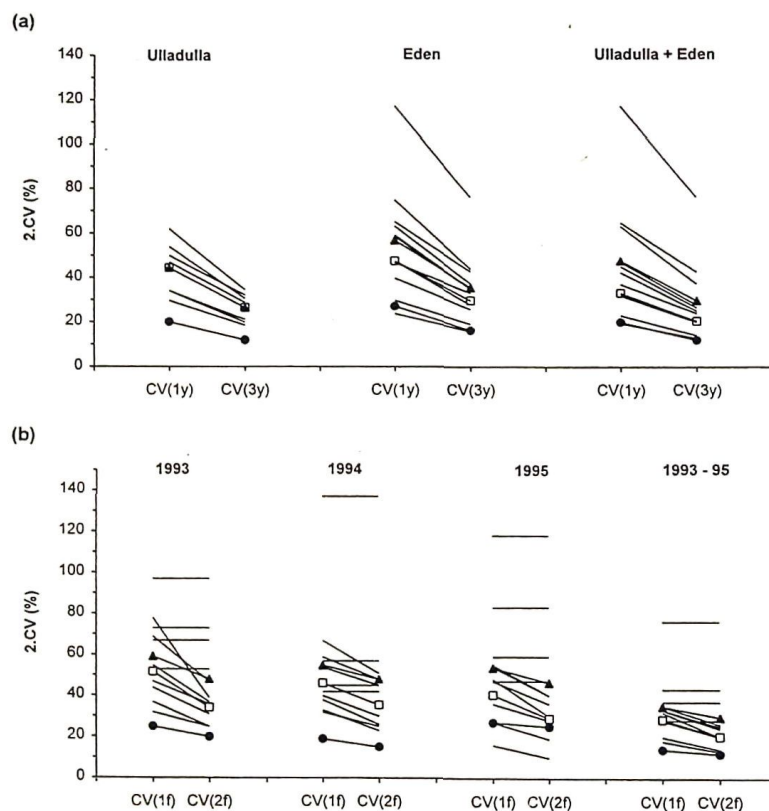 (a)
Ulladulla Eden Ulladulla + Eden
140
120
100
80
60
40
20
0
2.CV (%)
CV(1y) CV(3y) CV(1y) CV(3y) CV(1y) CV(3y)
(b)
1993 1994 1995 1993 - 95
140
120
100
80
60
40
20
0
2.CV (%)
CV(1f) CV(2f) CV(1f) CV(2f) CV(1f) CV(2f) CV(1f) CV(2f)